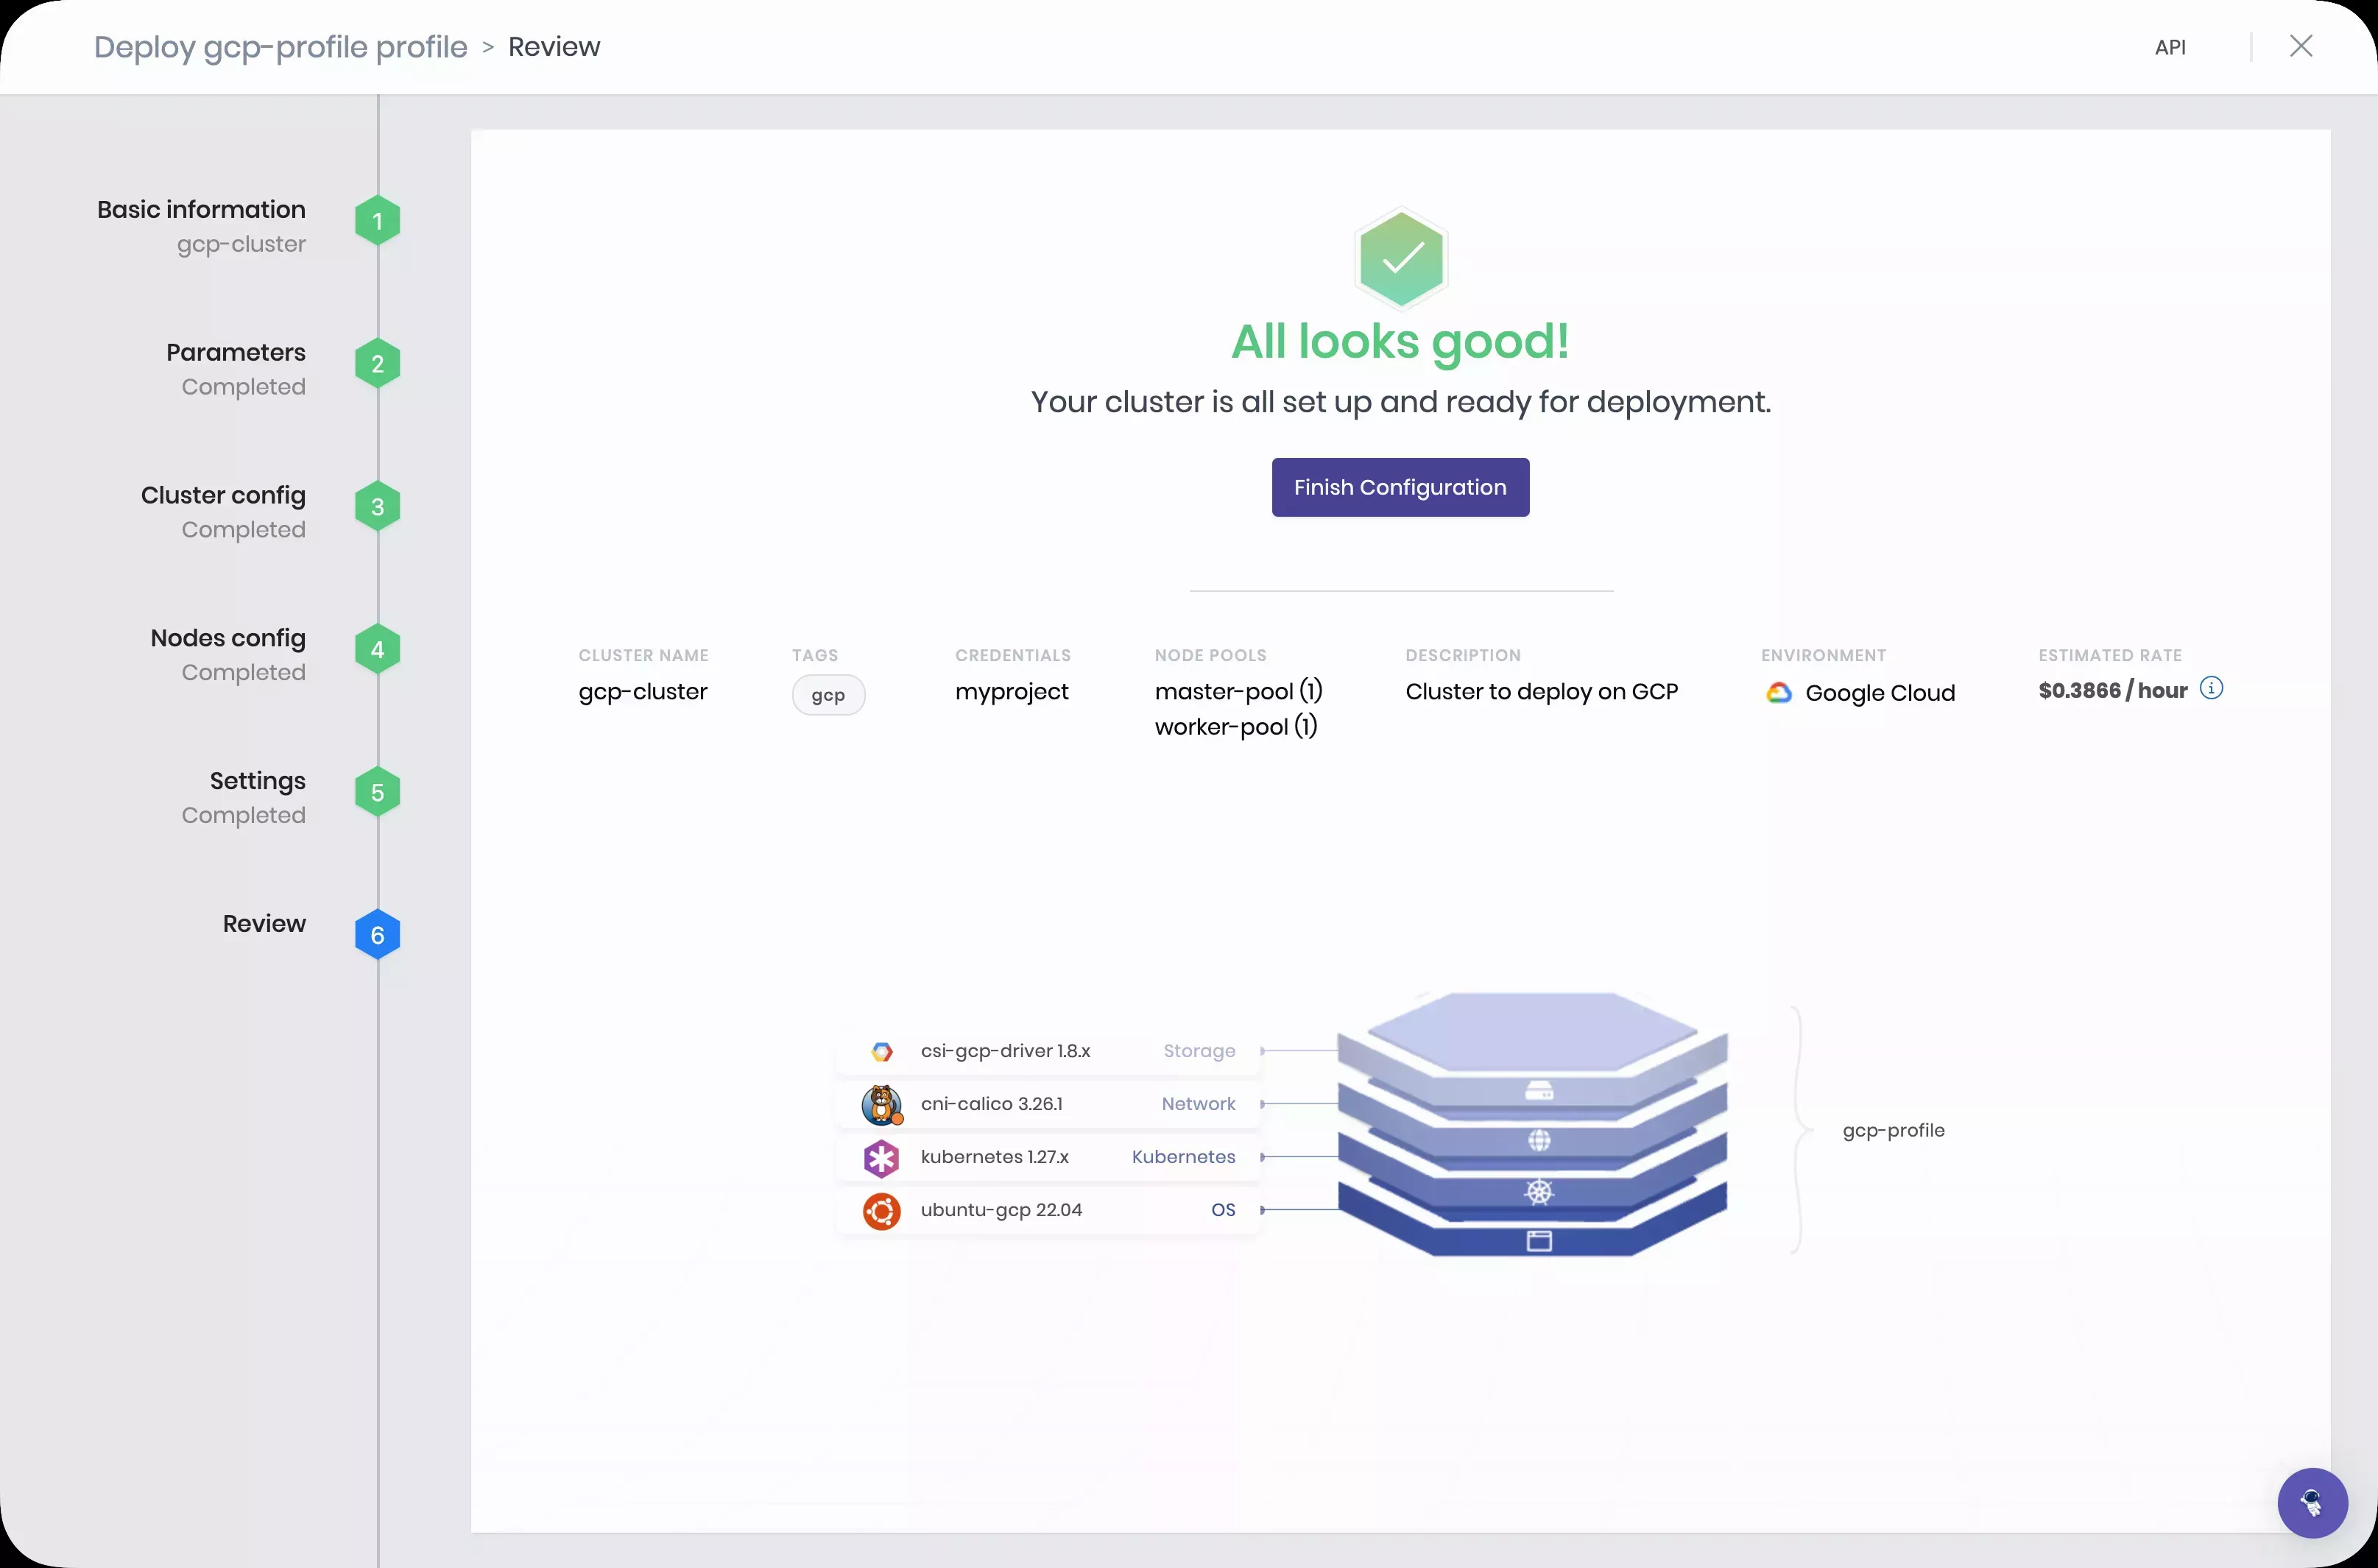 Deploy gcp-profile profile > Review
API
Basic information
gcp-cluster
1
Parameters
Completed
2
Cluster config
Completed
3
Nodes config
Completed
4
Settings
Completed
5
Review
6
All looks good!
Your cluster is all set up and ready for deployment.
Finish Configuration
CLUSTER NAME
gcp-cluster
TAGS
gcp
CREDENTIALS
myproject
NODE POOLS
master-pool (1)
worker-pool (1)
DESCRIPTION
Cluster to deploy on GCP
ENVIRONMENT
Google Cloud
ESTIMATED RATE
$0.3866 / hour
csi-gcp-driver 1.8.x Storage
cni-calico 3.26.1 Network
kubernetes 1.27.x Kubernetes
ubuntu-gcp 22.04 OS
gcp-profile